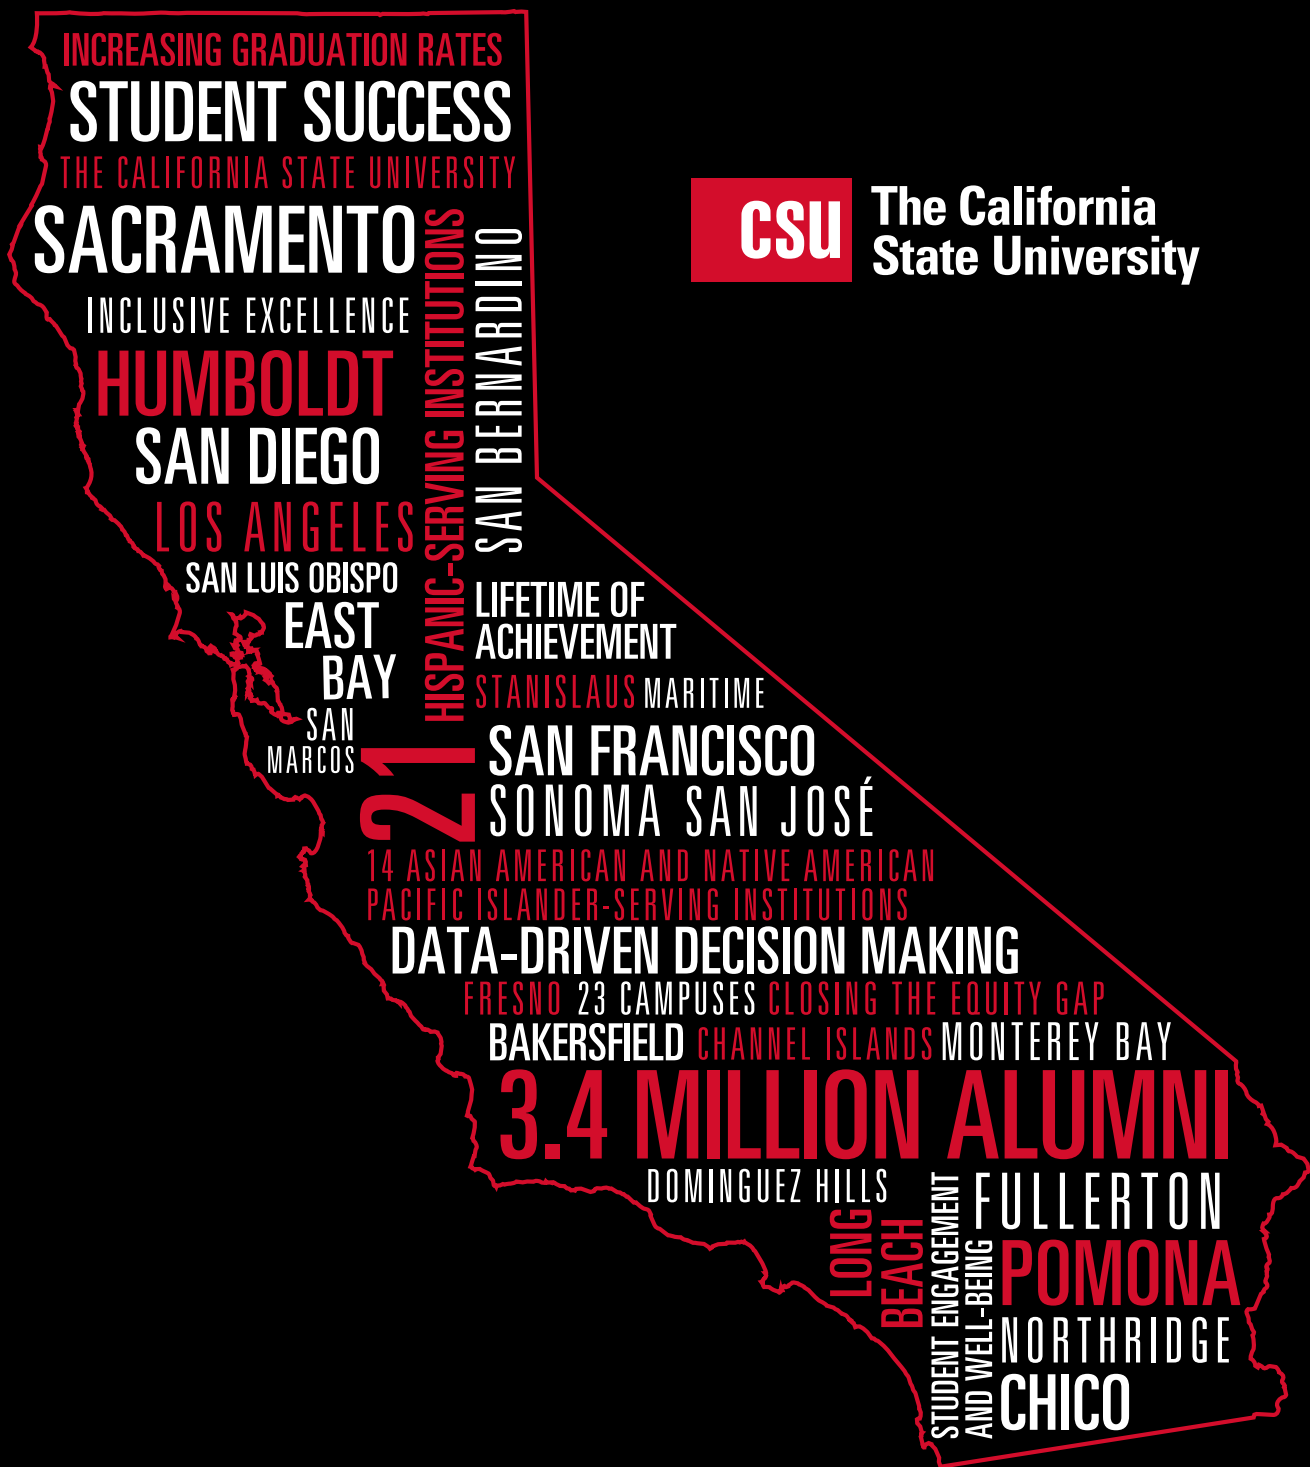 INCREASING GRADUATION RATES
STUDENT SUCCESS
THE CALIFORNIA STATE UNIVERSITY
SACRAMENTO
INCLUSIVE EXCELLENCE
HUMBOLDT
SAN DIEGO
LOS ANGELES
SAN LUIS OBISPO
EAST
BAY
SAN
MARCOS
21 HISPANIC-SERVING INSTITUTIONS
SAN BERNARDINO
CSU The California
State University
LIFETIME OF
ACHIEVEMENT
STANISLAUS MARITIME
SAN FRANCISCO
SONOMA SAN JOSÉ
14 ASIAN AMERICAN AND NATIVE AMERICAN
PACIFIC ISLANDER-SERVING INSTITUTIONS
DATA-DRIVEN DECISION MAKING
FRESNO 23 CAMPUSES CLOSING THE EQUITY GAP
BAKERSFIELD CHANNEL ISLANDS MONTEREY BAY
3.4 MILLION ALUMNI
DOMINGUEZ HILLS
LONG
BEACH
STUDENT ENGAGEMENT
AND WELL-BEING
FULLERTON
POMONA
NORTHRIDGE
CHICO